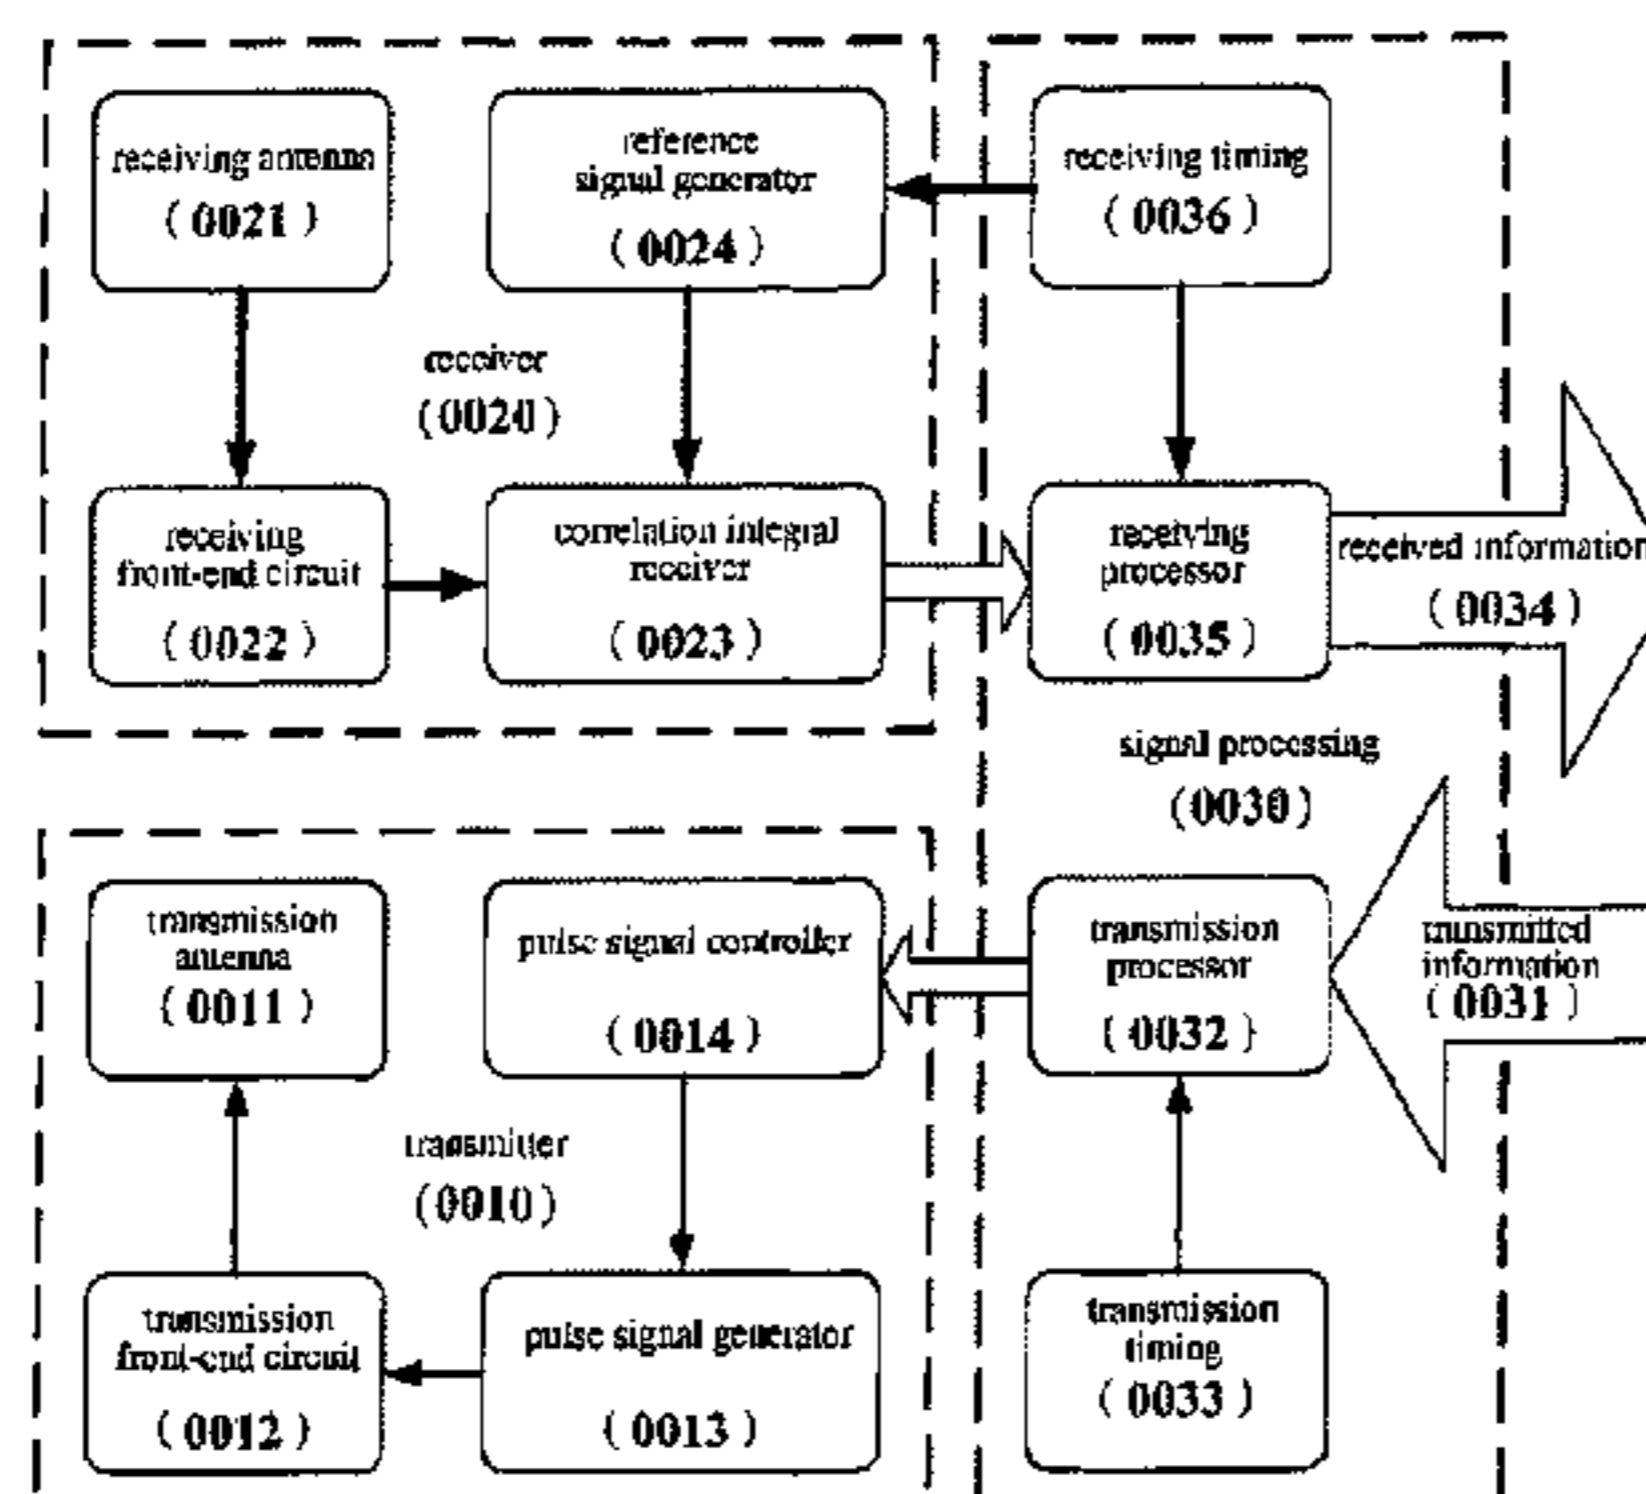 receiving antenna
(0021)
reference
signal generator
(0024)
receiving timing
(0036)
receiver
(0020)
receiving
front-end circuit
(0022)
correlation integral
receiver
(0023)
receiving
processor
(0035)
received information
(0034)
signal processing
(0030)
transmission
antenna
(0011)
pulse signal controller
(0014)
transmission
processor
(0032)
transmitted
information
(0031)
transmitter
(0010)
transmission
front-end circuit
(0012)
pulse signal generator
(0013)
transmission
timing
(0033)